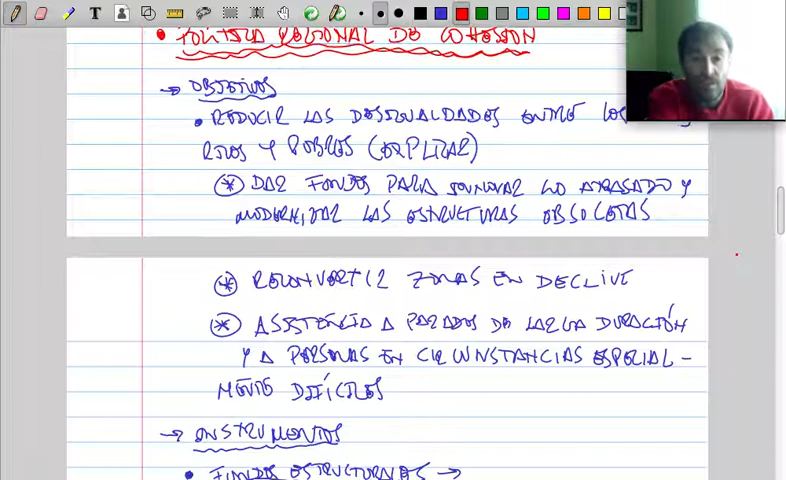 • POLÍTICA REGIONAL DE COHESIÓN
→ OBJETIVOS
• REDUCIR LAS DESIGUALDADES ENTRE LOS
RICOS Y POBRES (EXPLICAR)
* DAR FONDOS PARA INNOVAR LO ATRASADO Y
MODERNIZAR LAS ESTRUCTURAS OBSOLETAS
* RECONVERTIR ZONAS EN DECLIVE
* ASISTENCIA A PARADOS DE LARGA DURACIÓN
Y A PERSONAS EN CIRCUNSTANCIAS ESPECIAL-
MENTE DIFÍCILES
→ INSTRUMENTOS
• FONDOS ESTRUCTURALES →